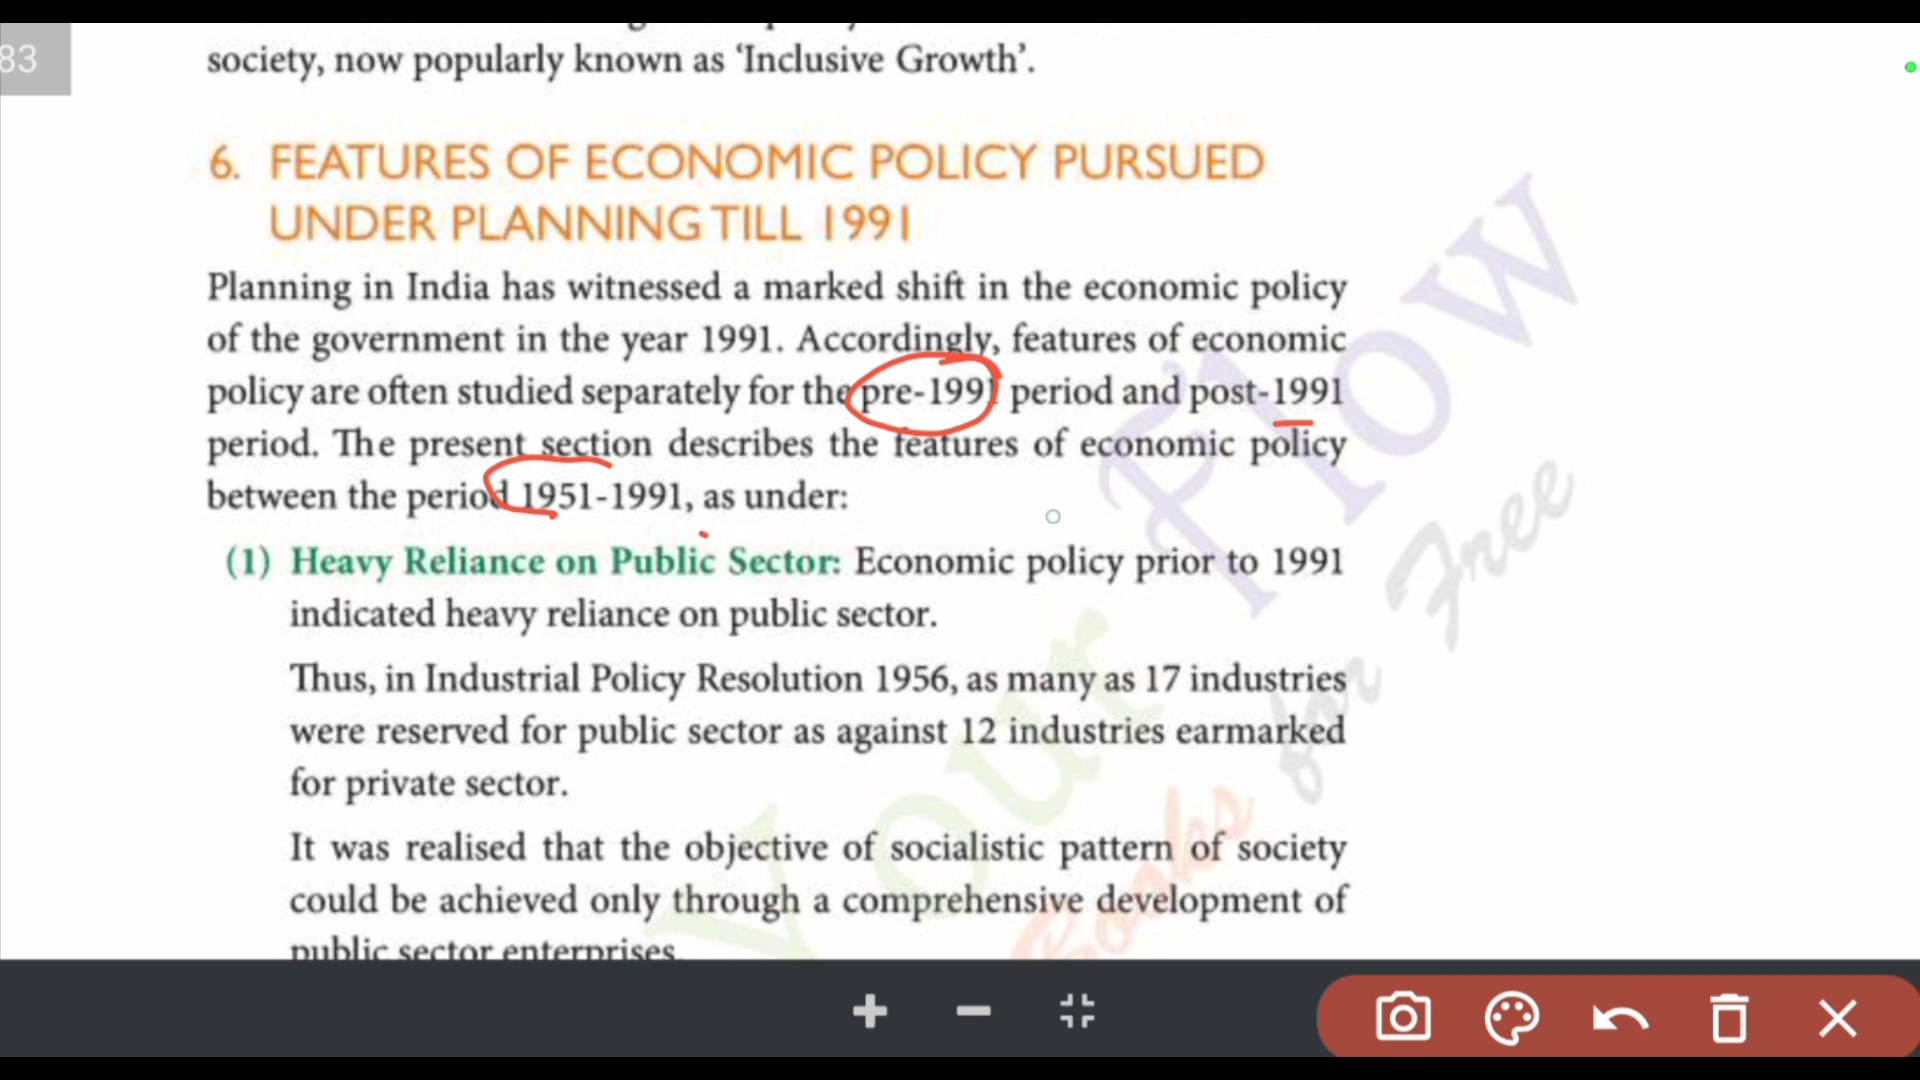 83
society, now popularly known as ‘Inclusive Growth’.
6. FEATURES OF ECONOMIC POLICY PURSUED
UNDER PLANNING TILL 1991
Planning in India has witnessed a marked shift in the economic policy
of the government in the year 1991. Accordingly, features of economic
policy are often studied separately for the pre-1991 period and post-1991
period. The present section describes the features of economic policy
between the period 1951-1991, as under:
(1) Heavy Reliance on Public Sector: Economic policy prior to 1991
indicated heavy reliance on public sector.
Thus, in Industrial Policy Resolution 1956, as many as 17 industries
were reserved for public sector as against 12 industries earmarked
for private sector.
It was realised that the objective of socialistic pattern of society
could be achieved only through a comprehensive development of
public sector enterprises.
Your Flow
Books for Free